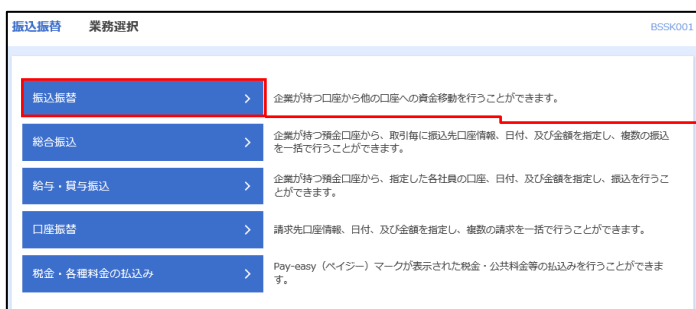 振込振替 業務選択 BSSK001
振込振替 企業が持つ口座から他の口座への資金移動を行うことができます。
総合振込 企業が持つ預金口座から、取引毎に振込先口座情報、日付、及び金額を指定し、複数の振込
を一括で行うことができます。
給与・賞与振込 企業が持つ預金口座から、指定した各社員の口座、日付、及び金額を指定し、振込を行うこ
とができます。
口座振替 請求先口座情報、日付、及び金額を指定し、複数の請求を一括で行うことができます。
税金・各種料金の払込み Pay-easy（ペイジー）マークが表示された税金・公共料金等の払込みを行うことができま
す。